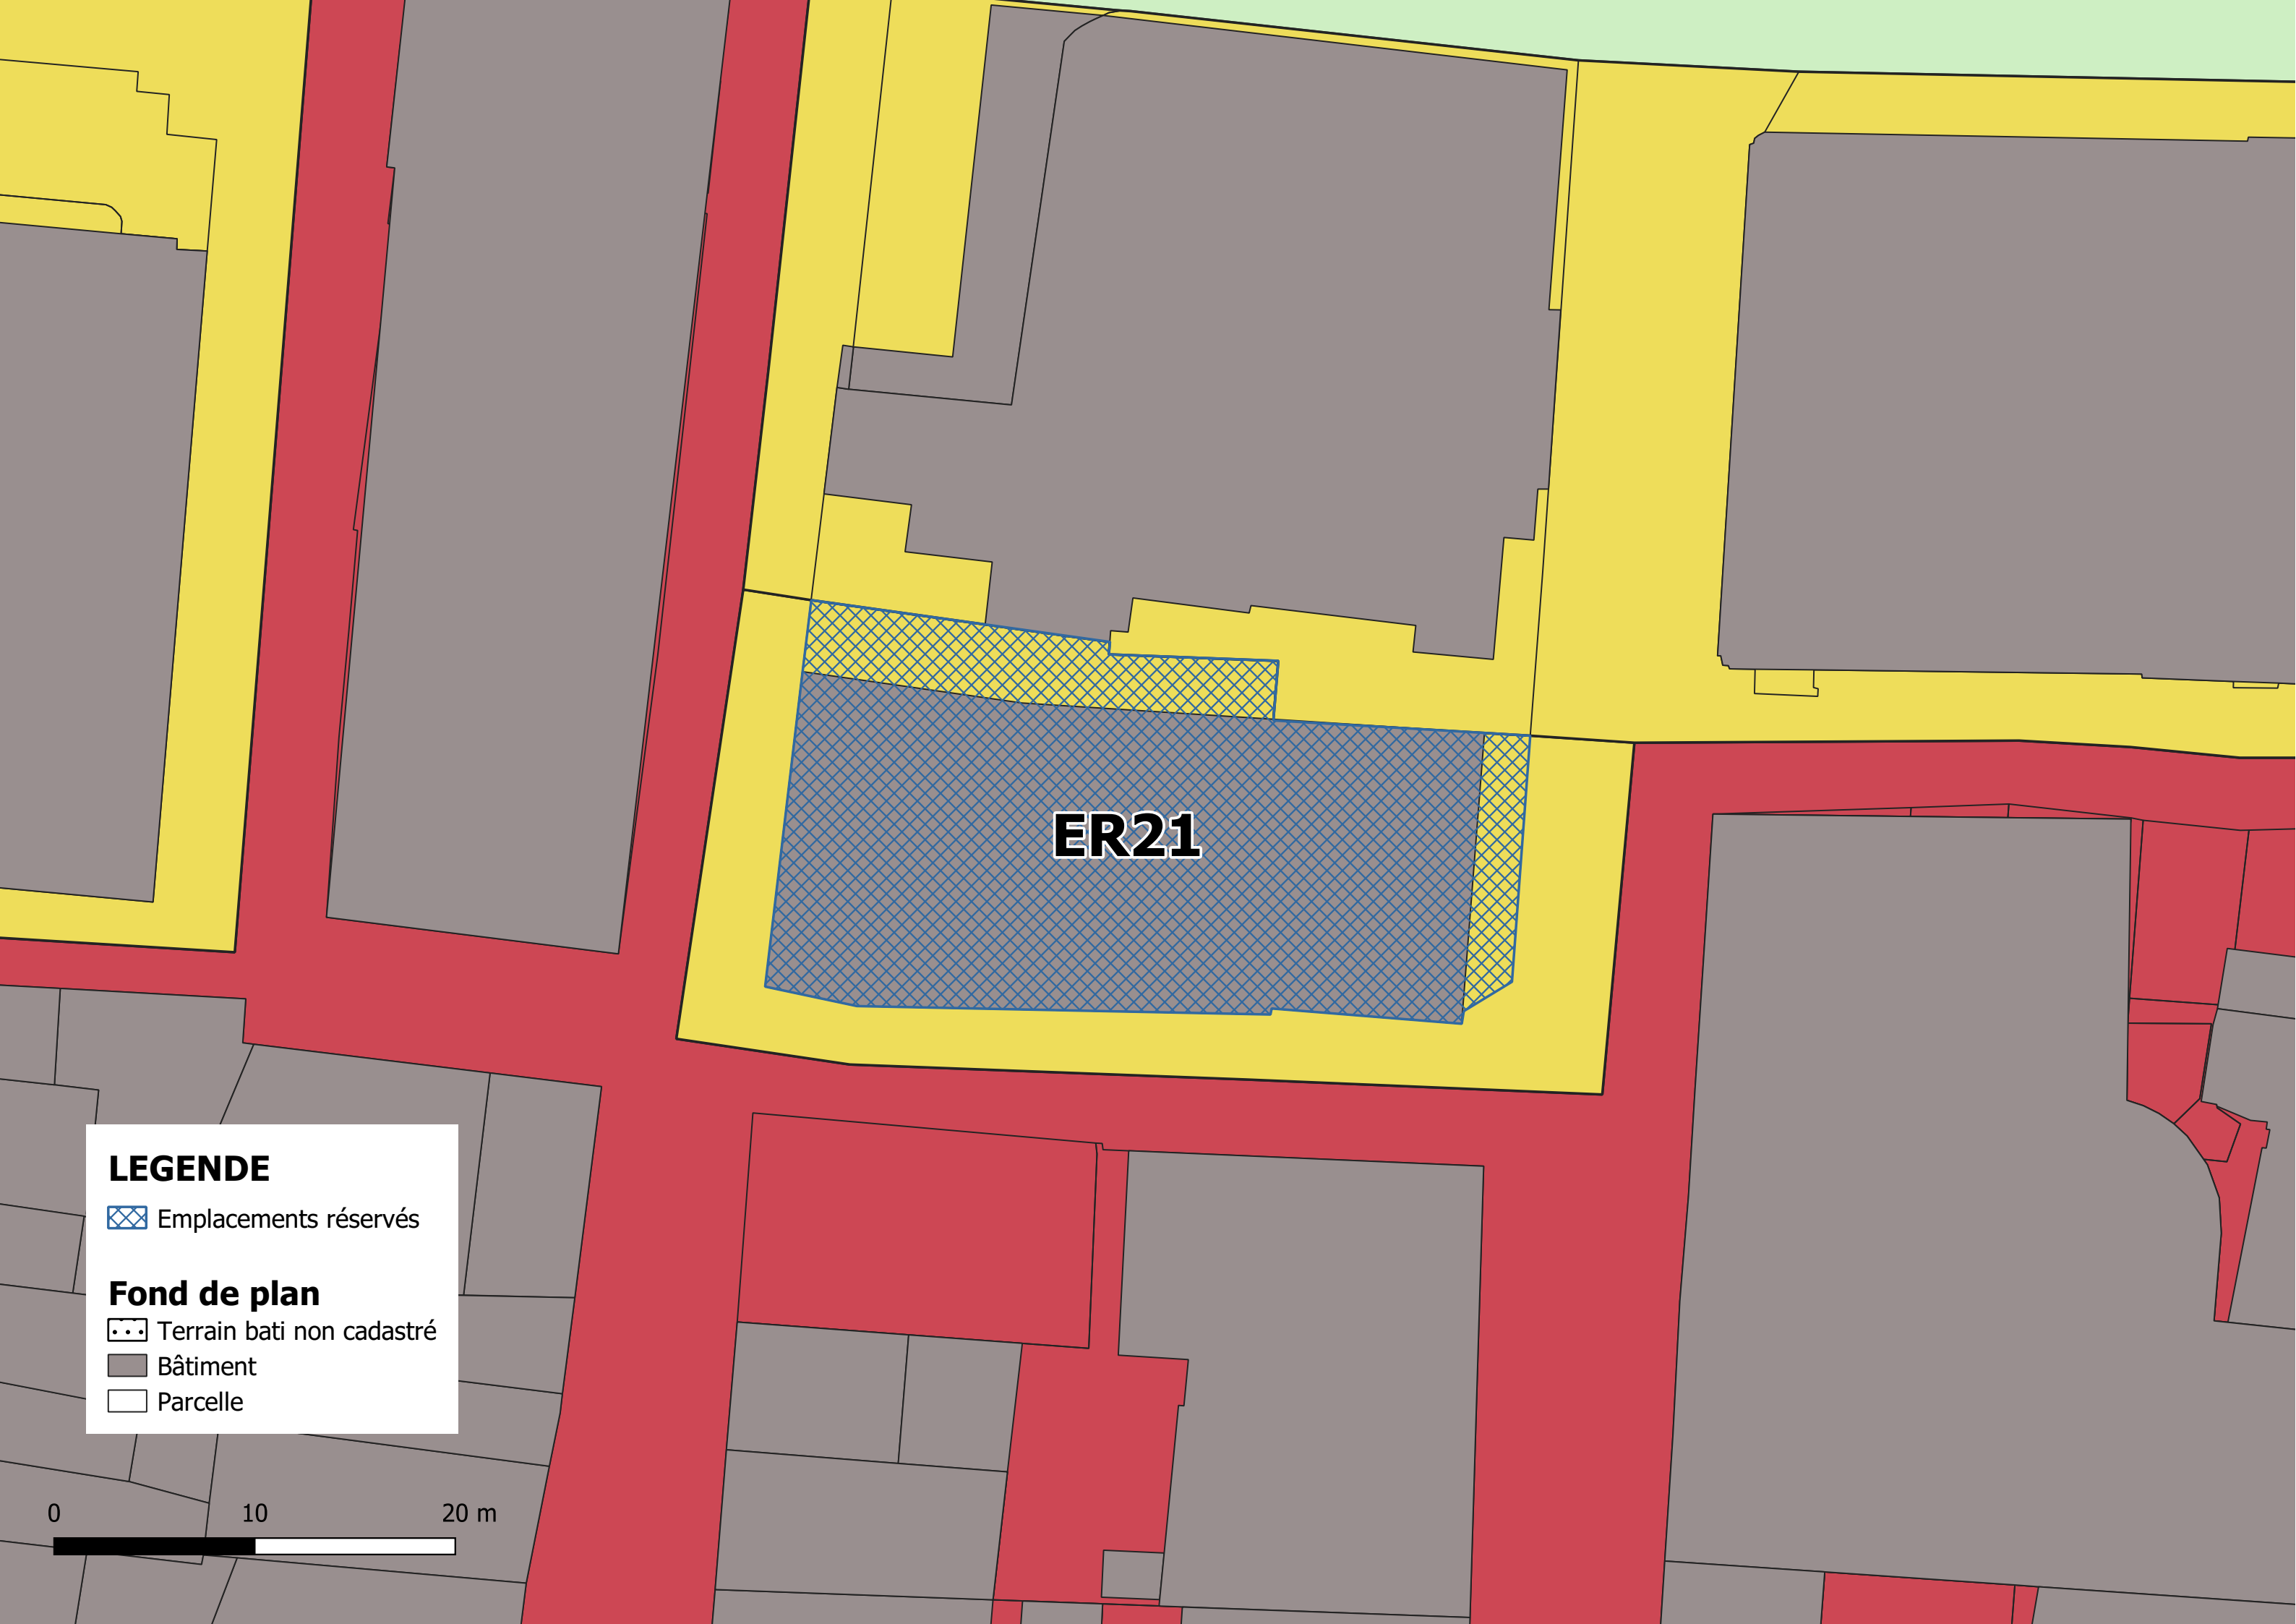 ER21
LEGENDE
Emplacements réservés
Fond de plan
Terrain bati non cadastré
Bâtiment
Parcelle
0 10 20 m